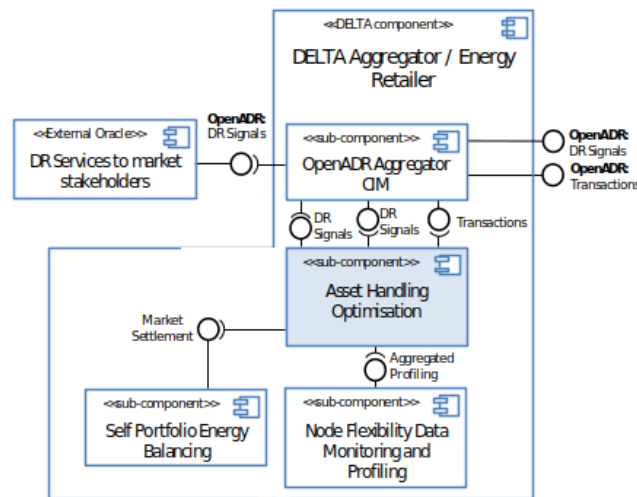 <<DELTA component>>
DELTA Aggregator / Energy
Retailer
<<External Oracle>>
DR Services to market
stakeholders
OpenADR:
DR Signals
<<sub-component>>
OpenADR Aggregator
CIM
OpenADR:
DR Signals
OpenADR:
Transactions
DR
Signals
DR
Signals
Transactions
<<sub-component>>
Asset Handling
Optimisation
Market
Settlement
Aggregated
Profiling
<<sub-component>>
Self Portfolio Energy
Balancing
<<sub-component>>
Node Flexibility Data
Monitoring and
Profiling